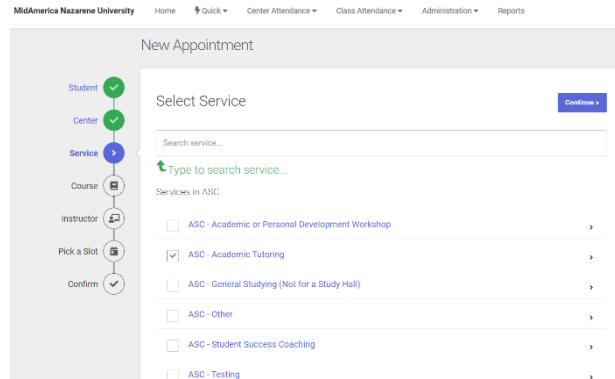 MidAmerica Nazarene University Home Quick Center Attendance Class Attendance Administration Reports
New Appointment
Student
Center
Service
Course
Instructor
Pick a Slot
Confirm
Select Service
Continue »
Search service...
Type to search service...
Services in ASC
ASC - Academic or Personal Development Workshop
ASC - Academic Tutoring
ASC - General Studying (Not for a Study Hall)
ASC - Other
ASC - Student Success Coaching
ASC - Testing